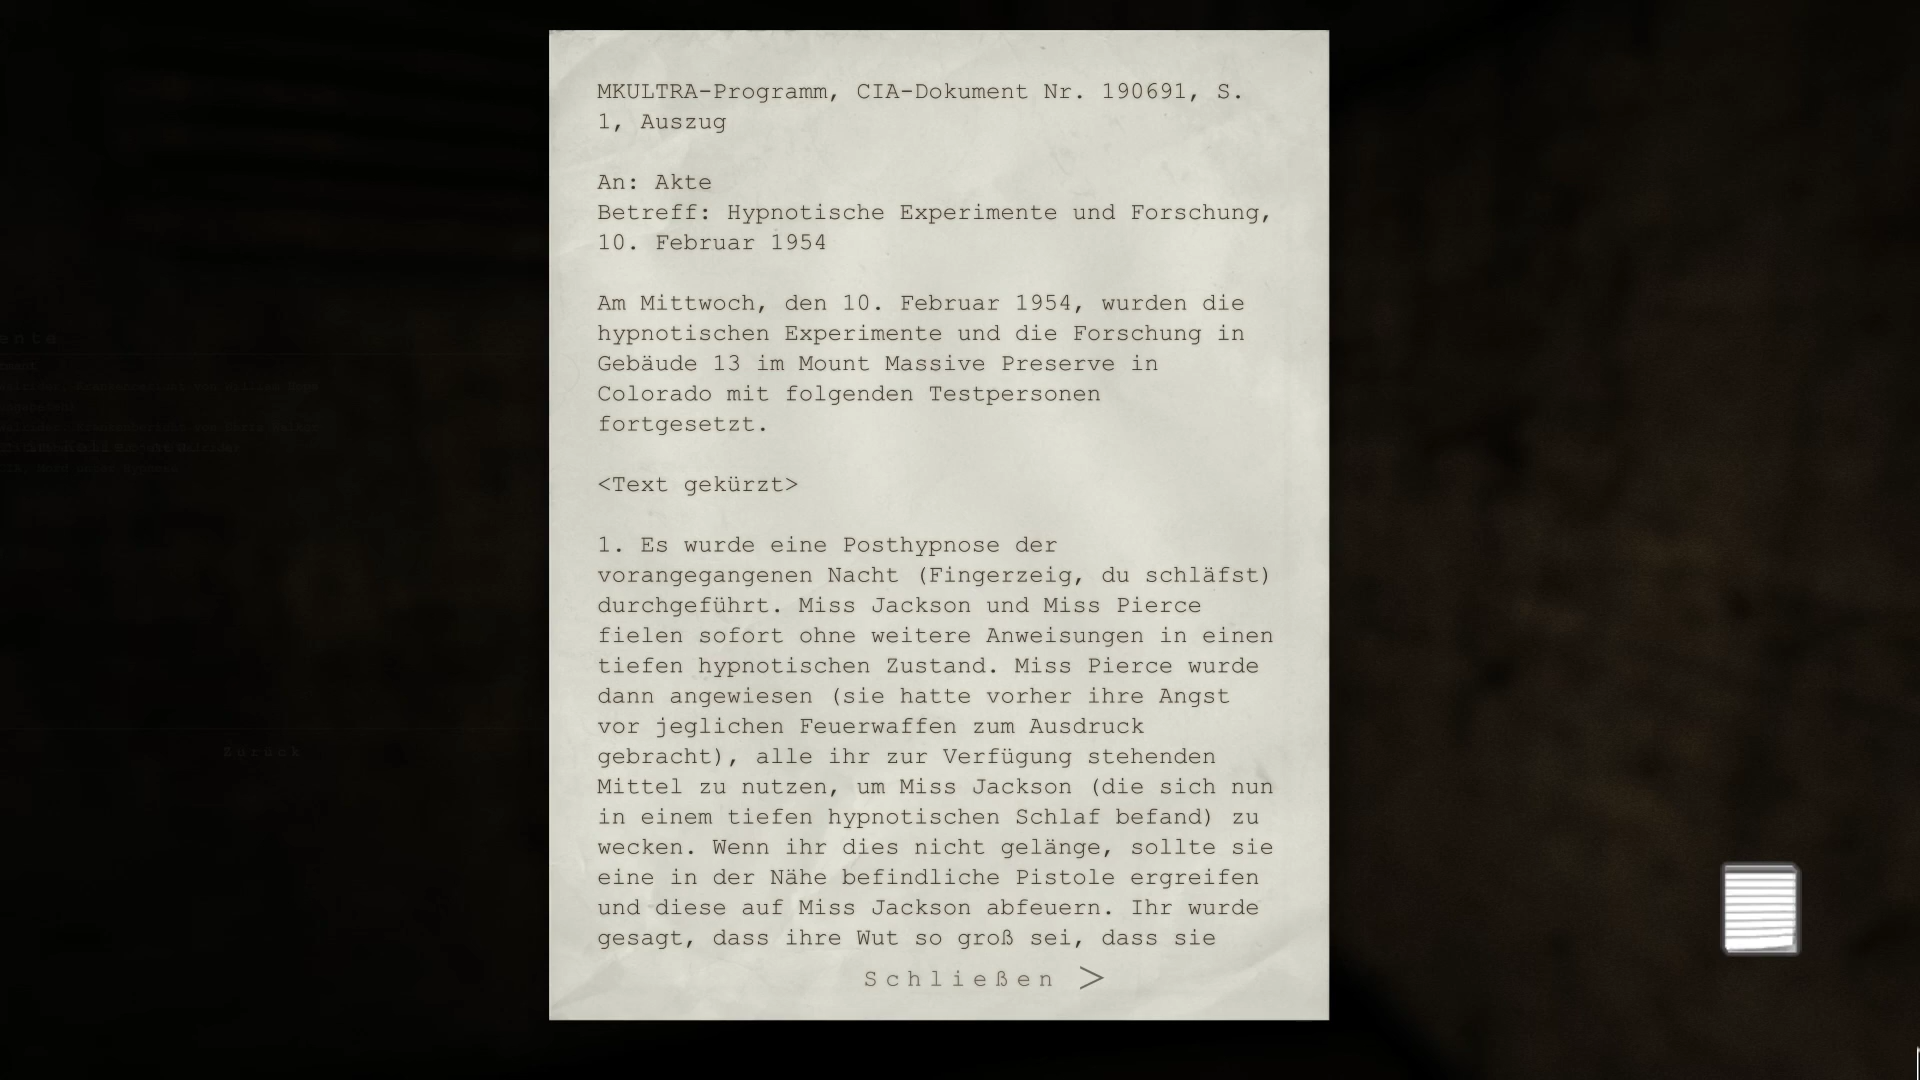 MKULTRA-Programm, CIA-Dokument Nr. 190691, S.
1, Auszug
An: Akte
Betreff: Hypnotische Experimente und Forschung,
10. Februar 1954
Am Mittwoch, den 10. Februar 1954, wurden die
hypnotischen Experimente und die Forschung in
Gebäude 13 im Mount Massive Preserve in
Colorado mit folgenden Testpersonen
fortgesetzt.
<Text gekürzt>
1. Es wurde eine Posthypnose der
vorangegangenen Nacht (Fingerzeig, du schläfst)
durchgeführt. Miss Jackson und Miss Pierce
fielen sofort ohne weitere Anweisungen in einen
tiefen hypnotischen Zustand. Miss Pierce wurde
dann angewiesen (sie hatte vorher ihre Angst
vor jeglichen Feuerwaffen zum Ausdruck
gebracht), alle ihr zur Verfügung stehenden
Mittel zu nutzen, um Miss Jackson (die sich nun
in einem tiefen hypnotischen Schlaf befand) zu
wecken. Wenn ihr dies nicht gelänge, sollte sie
eine in der Nähe befindliche Pistole ergreifen
und diese auf Miss Jackson abfeuern. Ihr wurde
gesagt, dass ihre Wut so groß sei, dass sie
Schließen >
Zurück